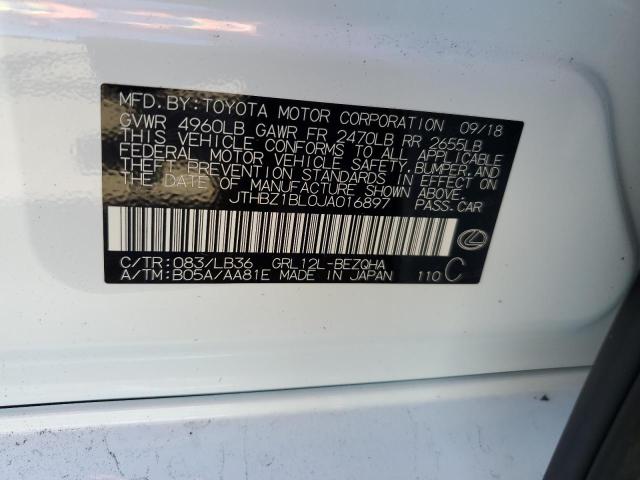 MFD. BY: TOYOTA MOTOR CORPORATION 09/18
GVWR 4960LB GAWR FR 2470LB RR 2655LB
THIS VEHICLE CONFORMS TO ALL APPLICABLE
FEDERAL MOTOR VEHICLE SAFETY, BUMPER, AND
THEFT PREVENTION STANDARDS IN EFFECT ON
THE DATE OF MANUFACTURE SHOWN ABOVE.
JTHBZ1BL0JA016897 PASS.CAR
C/TR: 083/LB36 GRL12L-BEZQHA
A/TM: B05A/AA81E MADE IN JAPAN 110 C